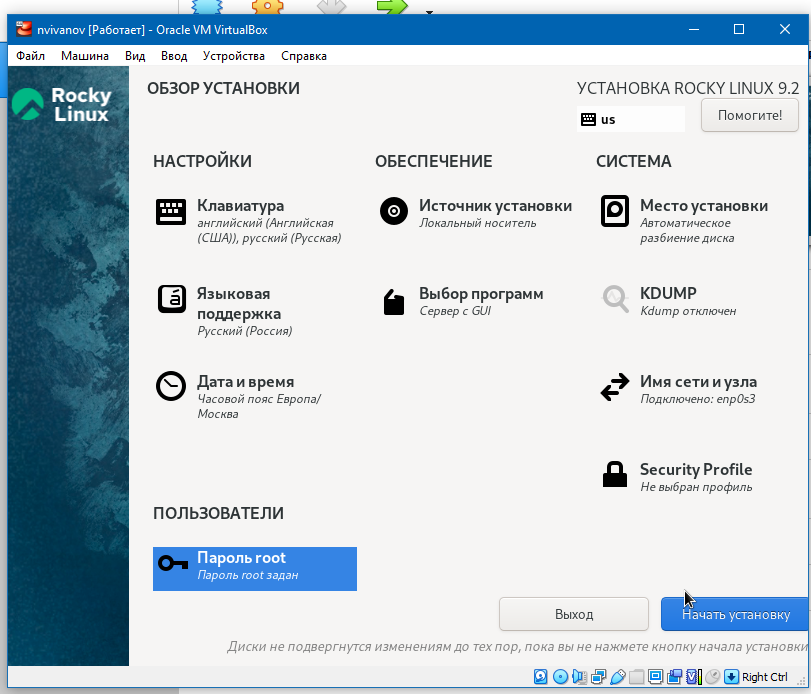 nvivanov [Работает] - Oracle VM VirtualBox
Файл Машина Вид Ввод Устройства Справка
Rocky
Linux
ОБЗОР УСТАНОВКИ
УСТАНОВКА ROCKY LINUX 9.2
us
Помогите!
НАСТРОЙКИ
Клавиатура
английский (Английская
(США)), русский (Русская)
Языковая
поддержка
Русский (Россия)
Дата и время
Часовой пояс Европа/
Москва
ОБЕСПЕЧЕНИЕ
Источник установки
Локальный носитель
Выбор программ
Сервер с GUI
СИСТЕМА
Место установки
Автоматическое
разбиение диска
KDUMP
Kdump отключен
Имя сети и узла
Подключено: enp0s3
Security Profile
Не выбран профиль
ПОЛЬЗОВАТЕЛИ
Пароль root
Пароль root задан
Выход
Начать установку
Диски не подвергнутся изменениям до тех пор, пока вы не нажмете кнопку начала установки
Right Ctrl